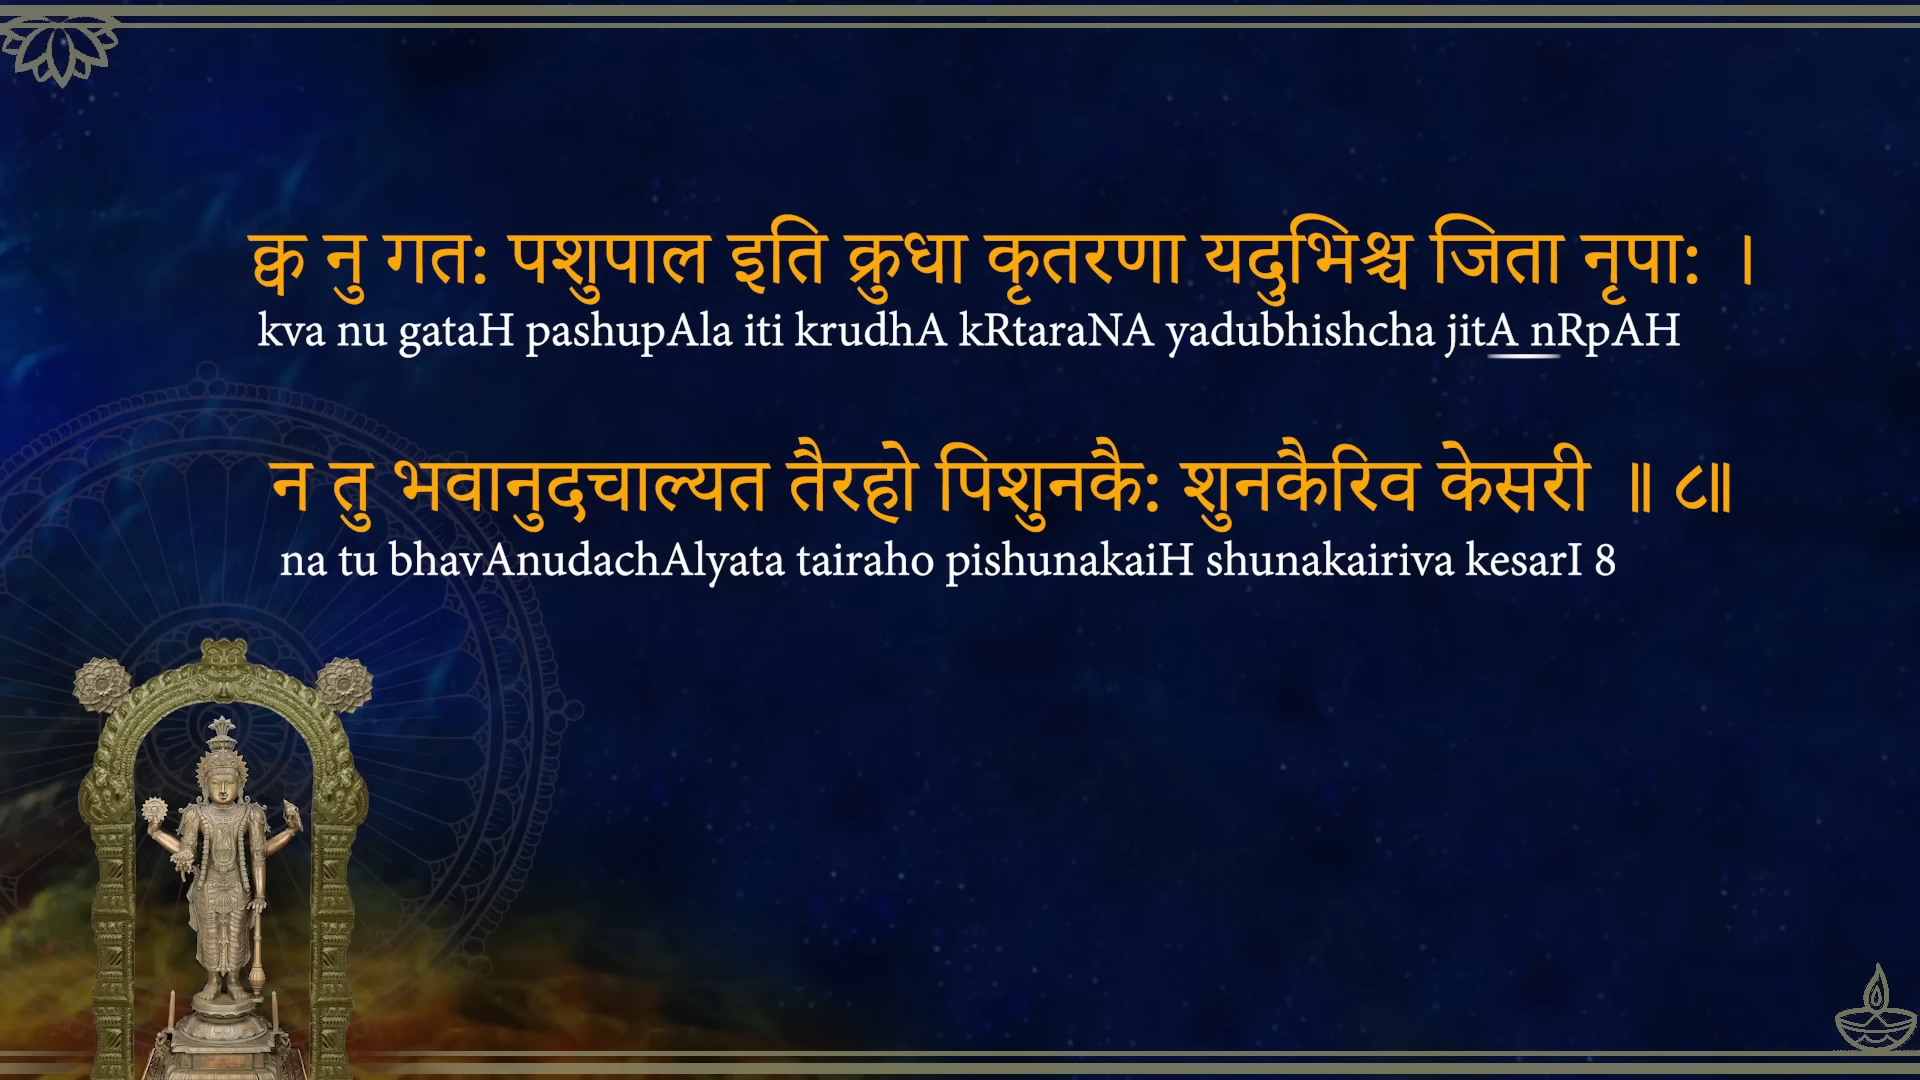 क्व नु गतः पशुपाल इति क्रुधा कृतरणा यदुभिश्च जिता नृपाः ।
kva nu gataH pashupAla iti krudhA kRtaraNA yadubhishcha jitA nRpAH
न तु भवानुदचाल्यत तैरहो पिशुनकैः शुनकैरिव केसरी ॥ ८॥
na tu bhavAnudachAlyata tairaho pishunakaiH shunakairiva kesarI 8